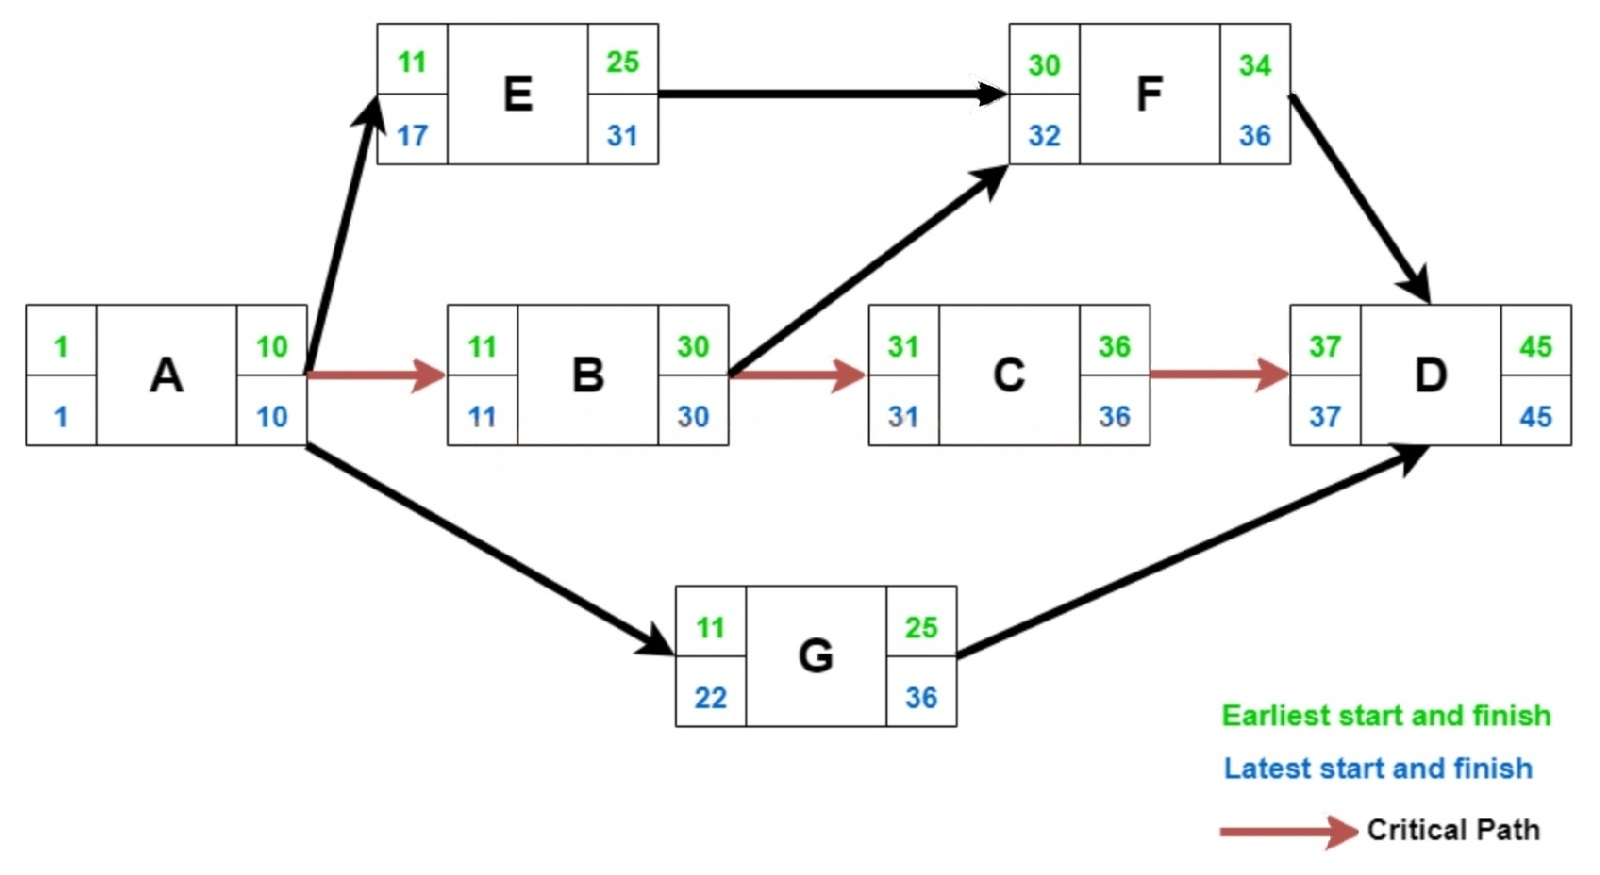 11 E 25
17 31
30 F 34
32 36
1 A 10
1 10
11 B 30
11 30
31 C 36
31 36
37 D 45
37 45
11 G 25
22 36
Earliest start and finish
Latest start and finish
Critical Path